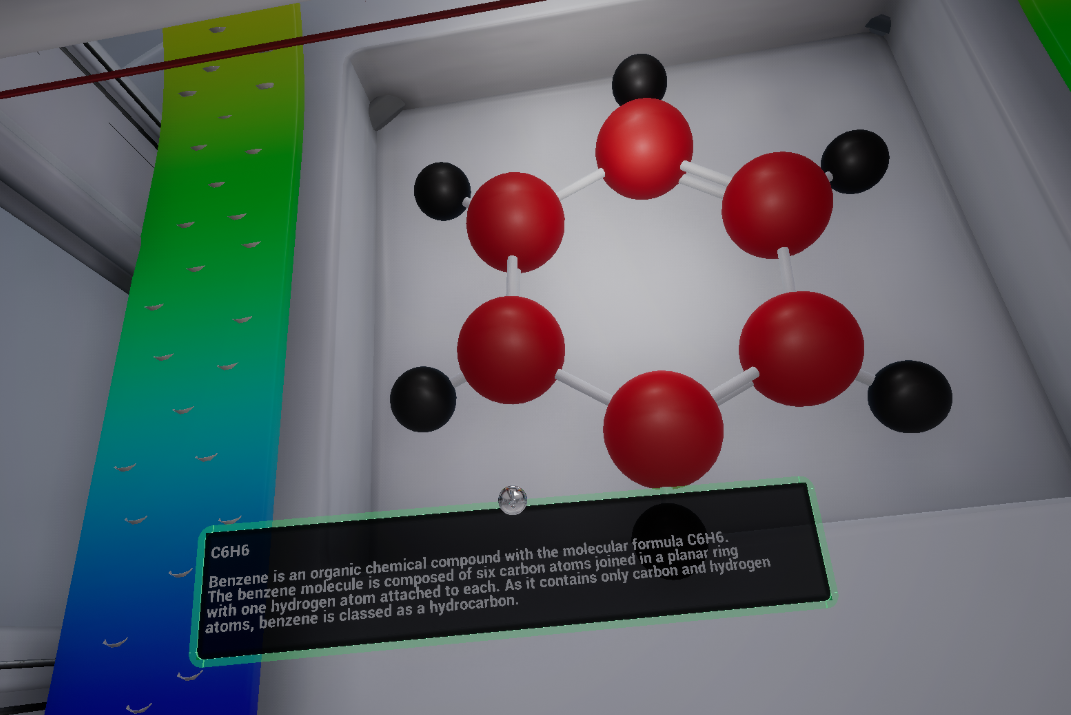 C6H6
Benzene is an organic chemical compound with the molecular formula C6H6.
The benzene molecule is composed of six carbon atoms joined in a planar ring
with one hydrogen atom attached to each. As it contains only carbon and hydrogen
atoms, benzene is classed as a hydrocarbon.